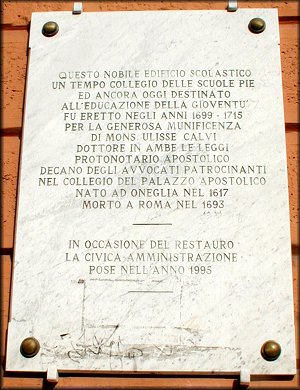 QUESTO NOBILE EDIFICIO SCOLASTICO
UN TEMPO COLLEGIO DELLE SCUOLE PIE
ED ANCORA OGGI DESTINATO
ALL'EDUCAZIONE DELLA GIOVENTU'
FU ERETTO NEGLI ANNI 1699 - 1715
PER LA GENEROSA MUNIFICENZA
DI MONS. ULISSE CALVI
DOTTORE IN AMBE LE LEGGI
PROTONOTARIO APOSTOLICO
DECANO DEGLI AVVOCATI PATROCINANTI
NEL COLLEGIO DEL PALAZZO APOSTOLICO
NATO AD ONEGLIA NEL 1617
MORTO A ROMA NEL 1693
IN OCCASIONE DEL RESTAURO
LA CIVICA AMMINISTRAZIONE
POSE NELL'ANNO 1995